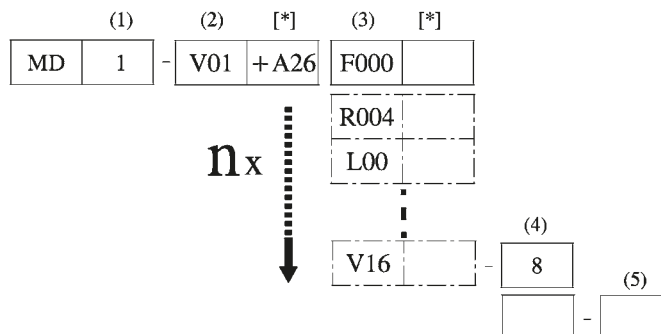 (1) (2) [*] (3) [*]
MD 1 - V01 +A26 F000
R004
nx L00
(4)
V16 - 8
(5)
-